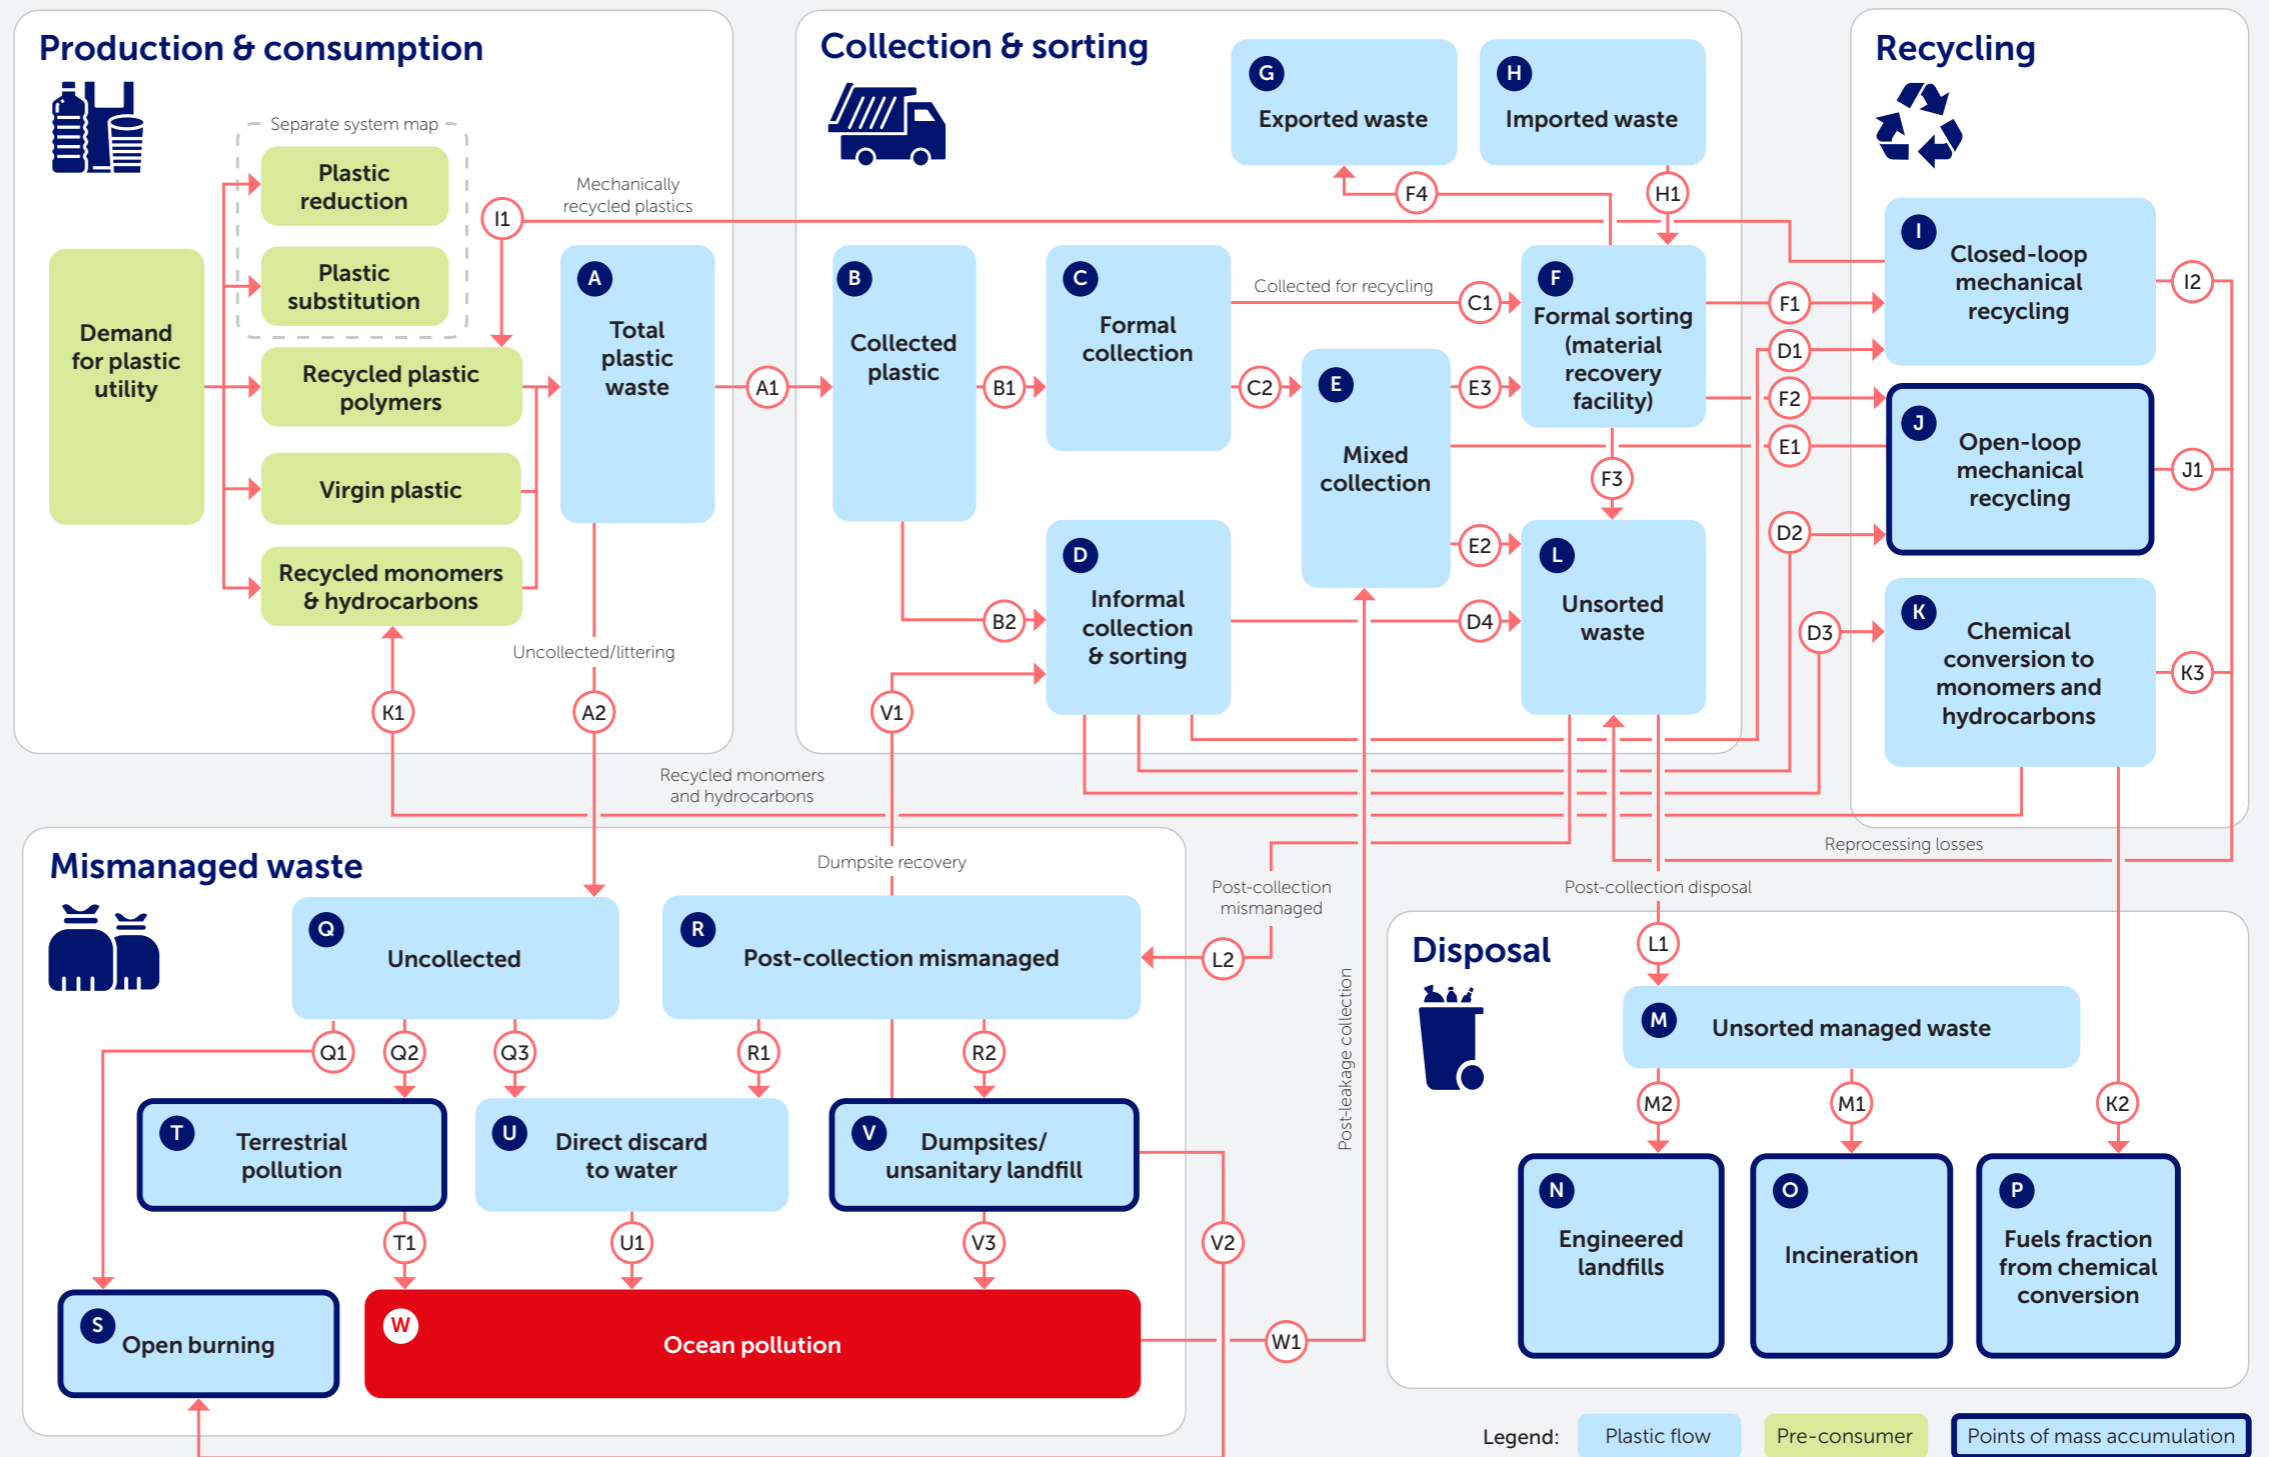 Production & consumption
Separate system map
Plastic
reduction
Plastic
substitution
Demand
for plastic
utility
Recycled plastic
polymers
Virgin plastic
Recycled monomers
& hydrocarbons
Mechanically
recycled plastics
I1
A
Total
plastic
waste
Uncollected/littering
K1
A2
A1
Collection & sorting
G
Exported waste
H
Imported waste
F4
H1
B
Collected
plastic
B1
B2
C
Formal
collection
Collected for recycling
C1
C2
D
Informal
collection
& sorting
D4
V1
E
Mixed
collection
E3
E2
F
Formal sorting
(material
recovery
facility)
F3
L
Unsorted
waste
F1
D1
F2
E1
D2
D3
Recycling
I
Closed-loop
mechanical
recycling
I2
J
Open-loop
mechanical
recycling
J1
K
Chemical
conversion to
monomers and
hydrocarbons
K3
Recycled monomers
and hydrocarbons
Reprocessing losses
Mismanaged waste
Dumpsite recovery
Q
Uncollected
R
Post-collection mismanaged
Post-collection
mismanaged
L2
Q1
Q2
Q3
R1
R2
T
Terrestrial
pollution
U
Direct discard
to water
V
Dumpsites/
unsanitary landfill
T1
U1
V3
V2
S
Open burning
W
Ocean pollution
W1
Post-leakage collection
Post-collection disposal
Disposal
L1
M
Unsorted managed waste
M2
M1
K2
N
Engineered
landfills
O
Incineration
P
Fuels fraction
from chemical
conversion
Legend:
Plastic flow
Pre-consumer
Points of mass accumulation